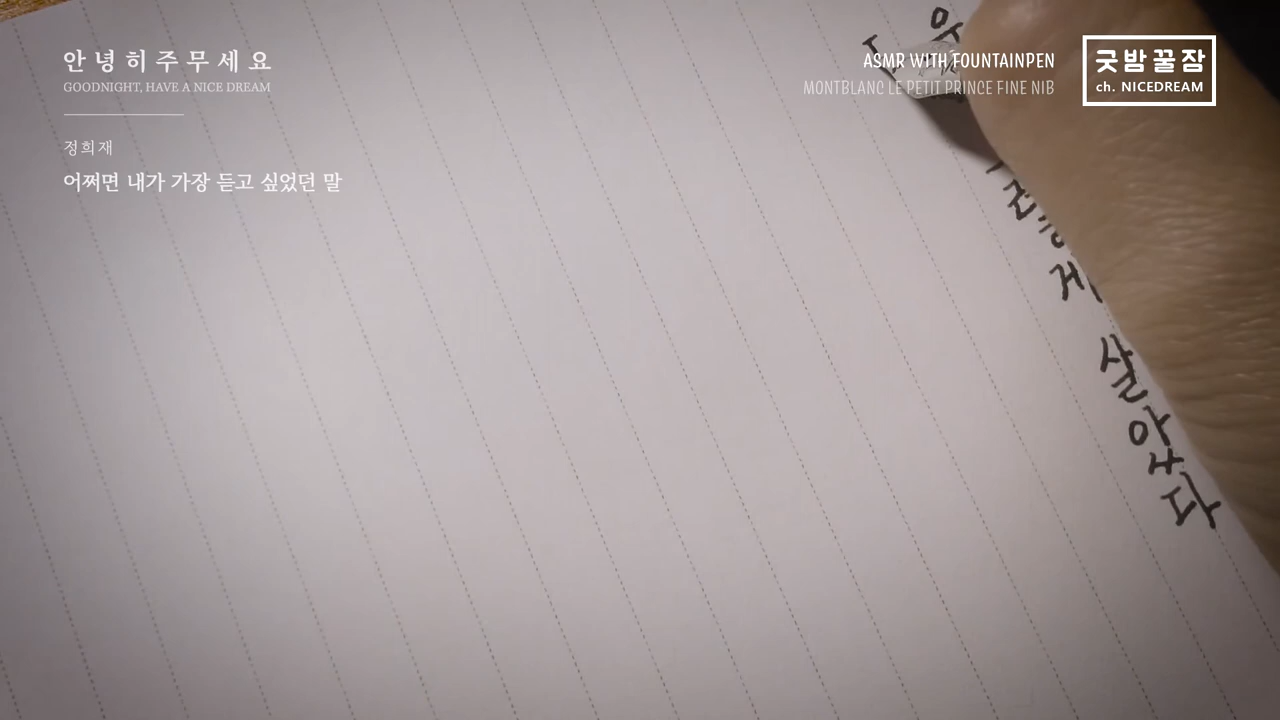 안녕히주무세요
GOODNIGHT, HAVE A NICE DREAM
정희재
어쩌면 내가 가장 듣고 싶었던 말
ASMR WITH FOUNTAINPEN
MONTBLANC LE PETIT PRINCE FINE NIB
굿밤꿀잠
ch. NICEDREAM
우
살았다